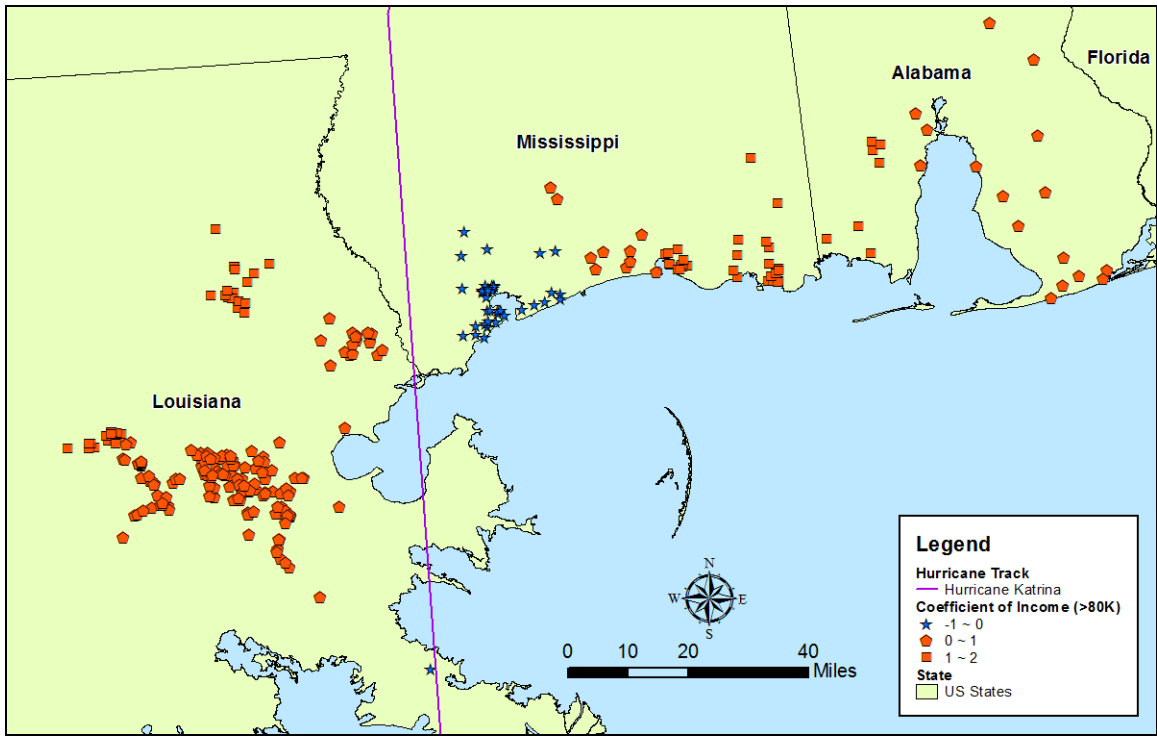 Florida
Alabama
Mississippi
Louisiana
N
W E
S
0 10 20 40
Miles
Legend
Hurricane Track
Hurricane Katrina
Coefficient of Income (>80K)
-1 ~ 0
0 ~ 1
1 ~ 2
State
US States